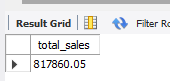 Result Grid Filter Ro
total_sales
817860.05